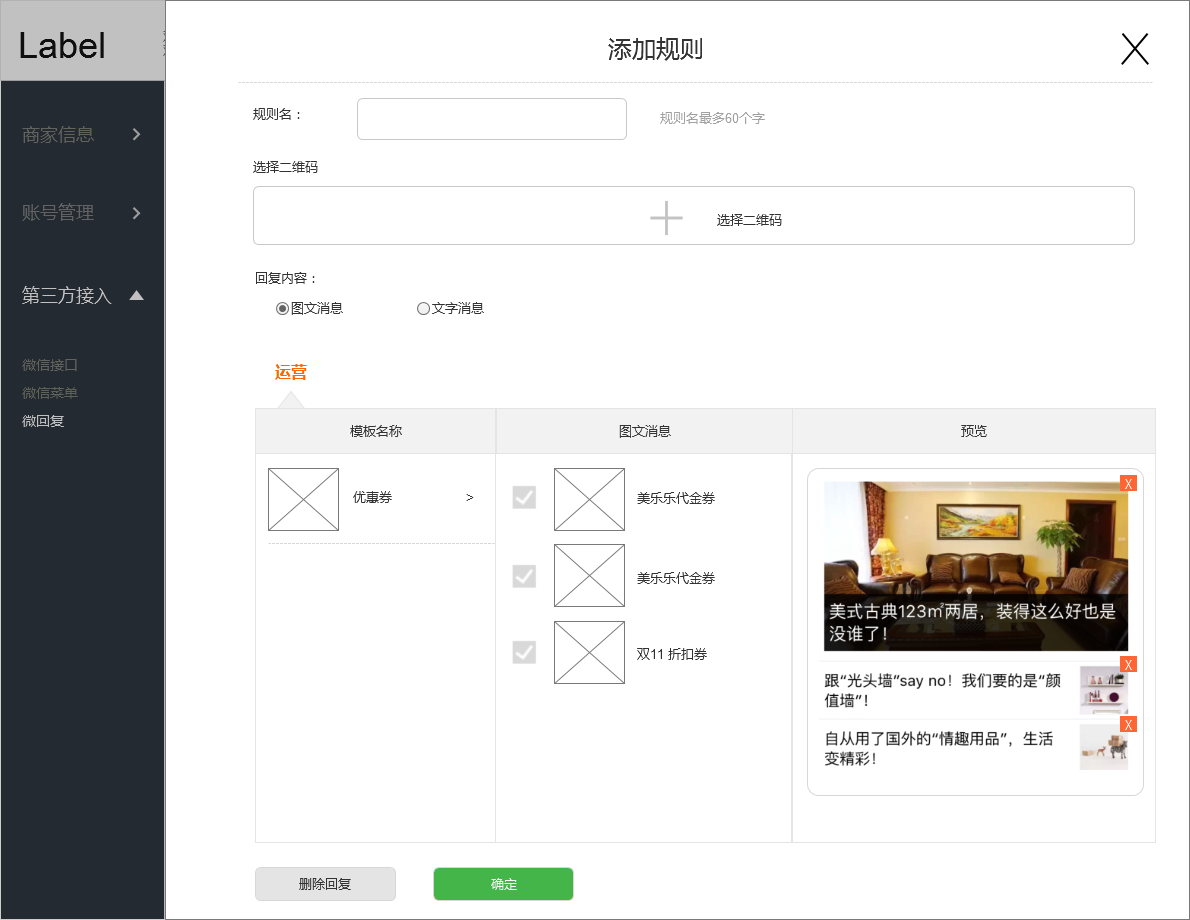 Label
商家信息
账号管理
第三方接入
微信接口
微信菜单
微回复
添加规则
X
规则名：
规则名最多60个字
选择二维码
选择二维码
回复内容：
图文消息
文字消息
运营
模板名称
图文消息
预览
优惠券
>
美乐乐代金券
美乐乐代金券
双11 折扣券
X
美式古典123㎡两居，装得这么好也是
没谁了！
X
跟“光头墙”say no！我们要的是“颜
值墙”！
X
自从用了国外的“情趣用品”，生活
变精彩！
删除回复
确定